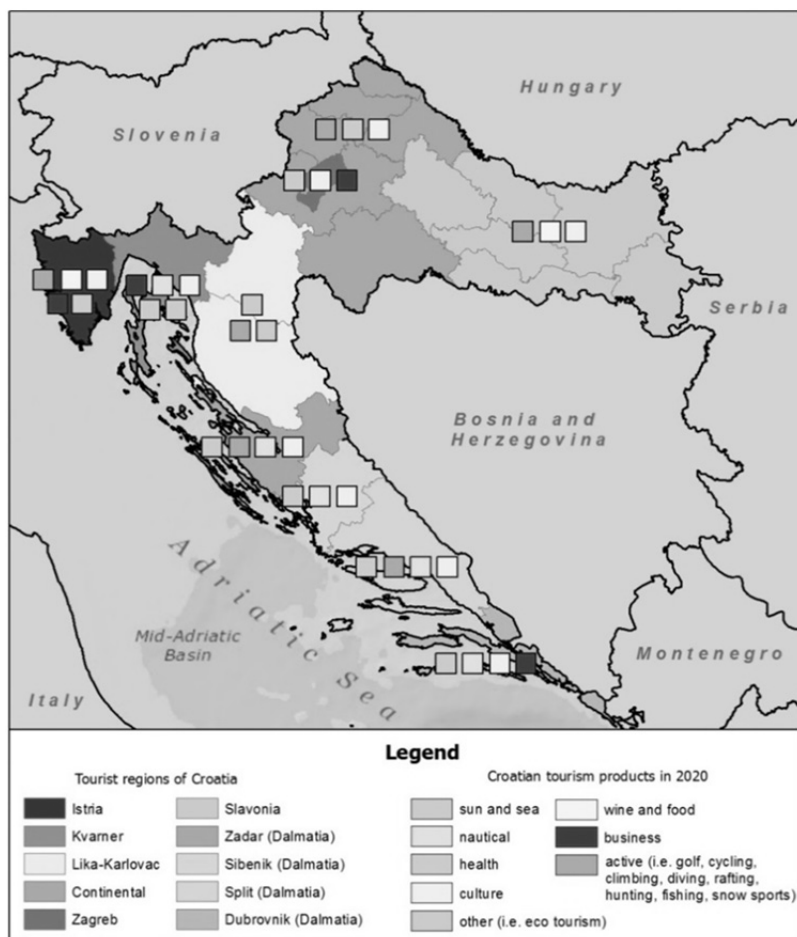 Hungary
Slovenia
Serbia
Bosnia and
Herzegovina
Adriatic Sea
Mid-Adriatic
Basin
Montenegro
Italy
Legend
Tourist regions of Croatia
Istria
Kvarner
Lika-Karlovac
Continental
Zagreb
Slavonia
Zadar (Dalmatia)
Sibenik (Dalmatia)
Split (Dalmatia)
Dubrovnik (Dalmatia)
Croatian tourism products in 2020
sun and sea
nautical
health
culture
other (i.e. eco tourism)
wine and food
business
active (i.e. golf, cycling,
climbing, diving, rafting,
hunting, fishing, snow sports)